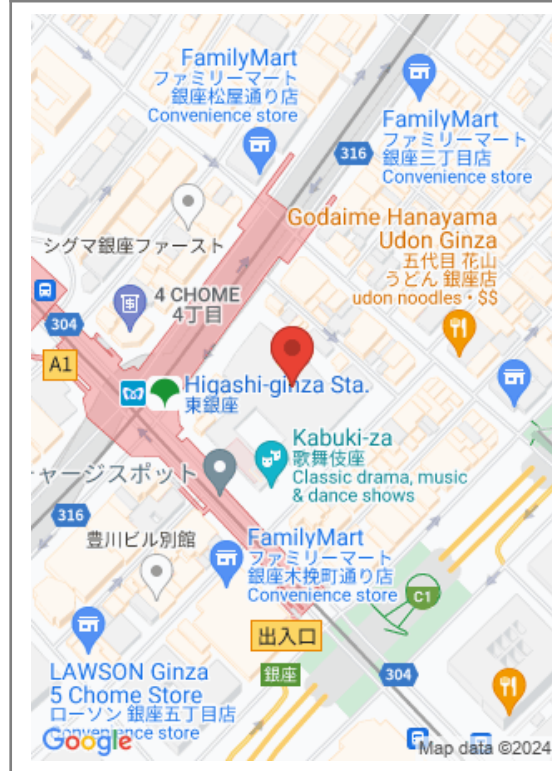 FamilyMart
ファミリーマート
銀座松屋通り店
Convenience store
FamilyMart
ファミリーマート
銀座三丁目店
Convenience store
316
Godaime Hanayama
Udon Ginza
五代目 花山
うどん 銀座店
udon noodles • $$
シグマ銀座ファースト
4 CHOME
4丁目
304
A1
Higashi-ginza Sta.
東銀座
Kabuki-za
歌舞伎座
Classic drama, music
& dance shows
ャージスポット
316
豊川ビル別館
FamilyMart
ファミリーマート
銀座木挽町通り店
Convenience store
C1
出入口
銀座
304
LAWSON Ginza
5 Chome Store
ローソン 銀座五丁目店
Convenience store
Google
Map data ©2024